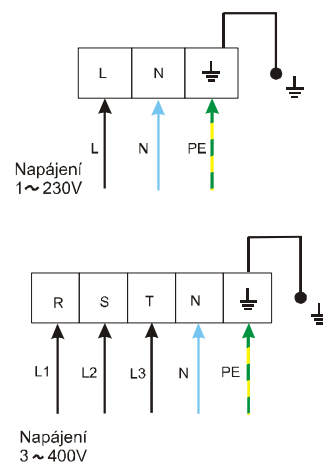 L N
L N PE
Napájení
1~230V
R S T N
L1 L2 L3 N PE
Napájení
3~400V